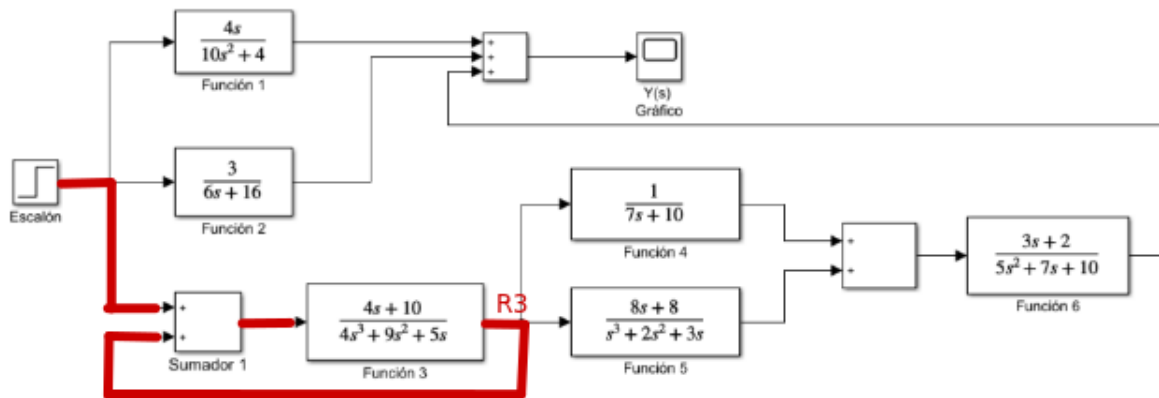 4s
10s² + 4
Función 1
+
+
+
Y(s)
Gráfico
3
6s + 16
Función 2
Escalón
1
7s + 10
Función 4
+
+
3s + 2
5s² + 7s + 10
Función 6
+
+
Sumador 1
4s + 10
4s³ + 9s² + 5s
Función 3
R3
8s + 8
s³ + 2s² + 3s
Función 5